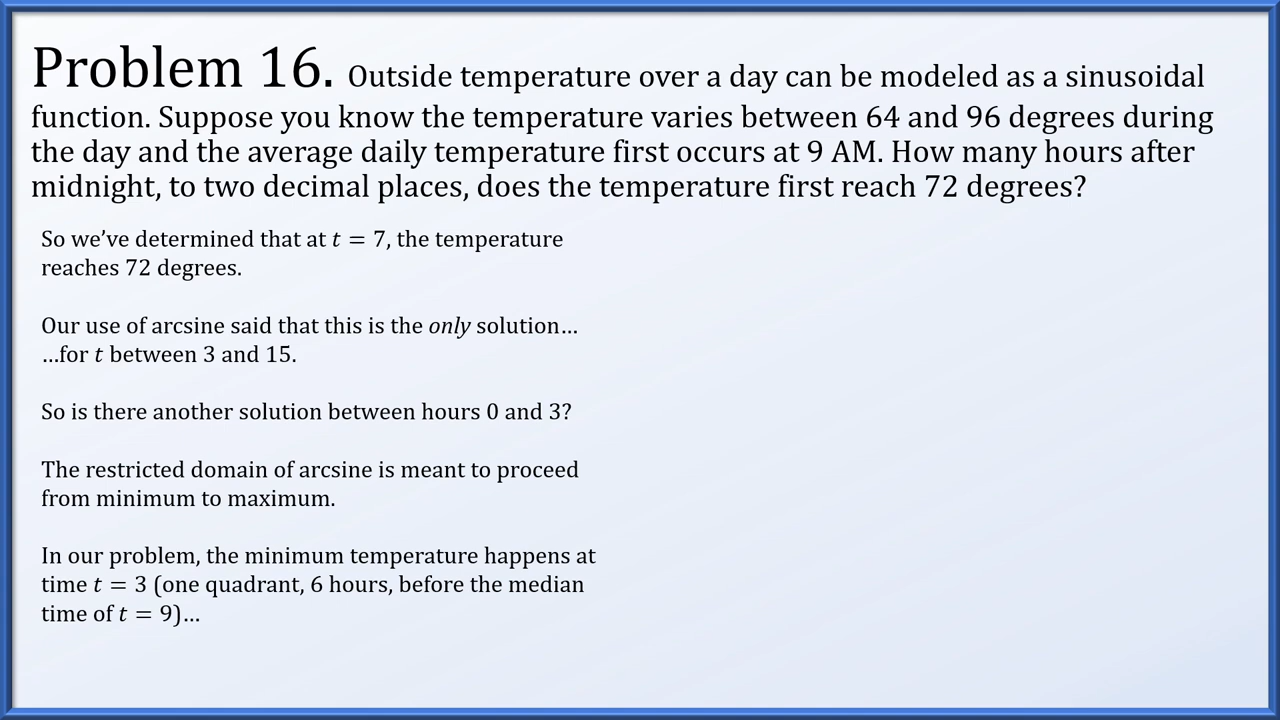 Problem 16. Outside temperature over a day can be modeled as a sinusoidal
function. Suppose you know the temperature varies between 64 and 96 degrees during
the day and the average daily temperature first occurs at 9 AM. How many hours after
midnight, to two decimal places, does the temperature first reach 72 degrees?
So we’ve determined that at t = 7, the temperature
reaches 72 degrees.
Our use of arcsine said that this is the only solution…
…for t between 3 and 15.
So is there another solution between hours 0 and 3?
The restricted domain of arcsine is meant to proceed
from minimum to maximum.
In our problem, the minimum temperature happens at
time t = 3 (one quadrant, 6 hours, before the median
time of t = 9)…